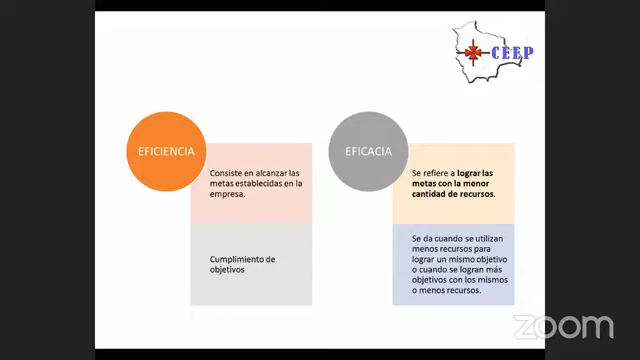 CEEP
EFICIENCIA
Consiste en alcanzar las
metas establecidas en la
empresa.
Cumplimiento de
objetivos
EFICACIA
Se refiere a lograr las
metas con la menor
cantidad de recursos.
Se da cuando se utilizan
menos recursos para
lograr un mismo objetivo
o cuando se logran más
objetivos con los mismos
o menos recursos.
zoom